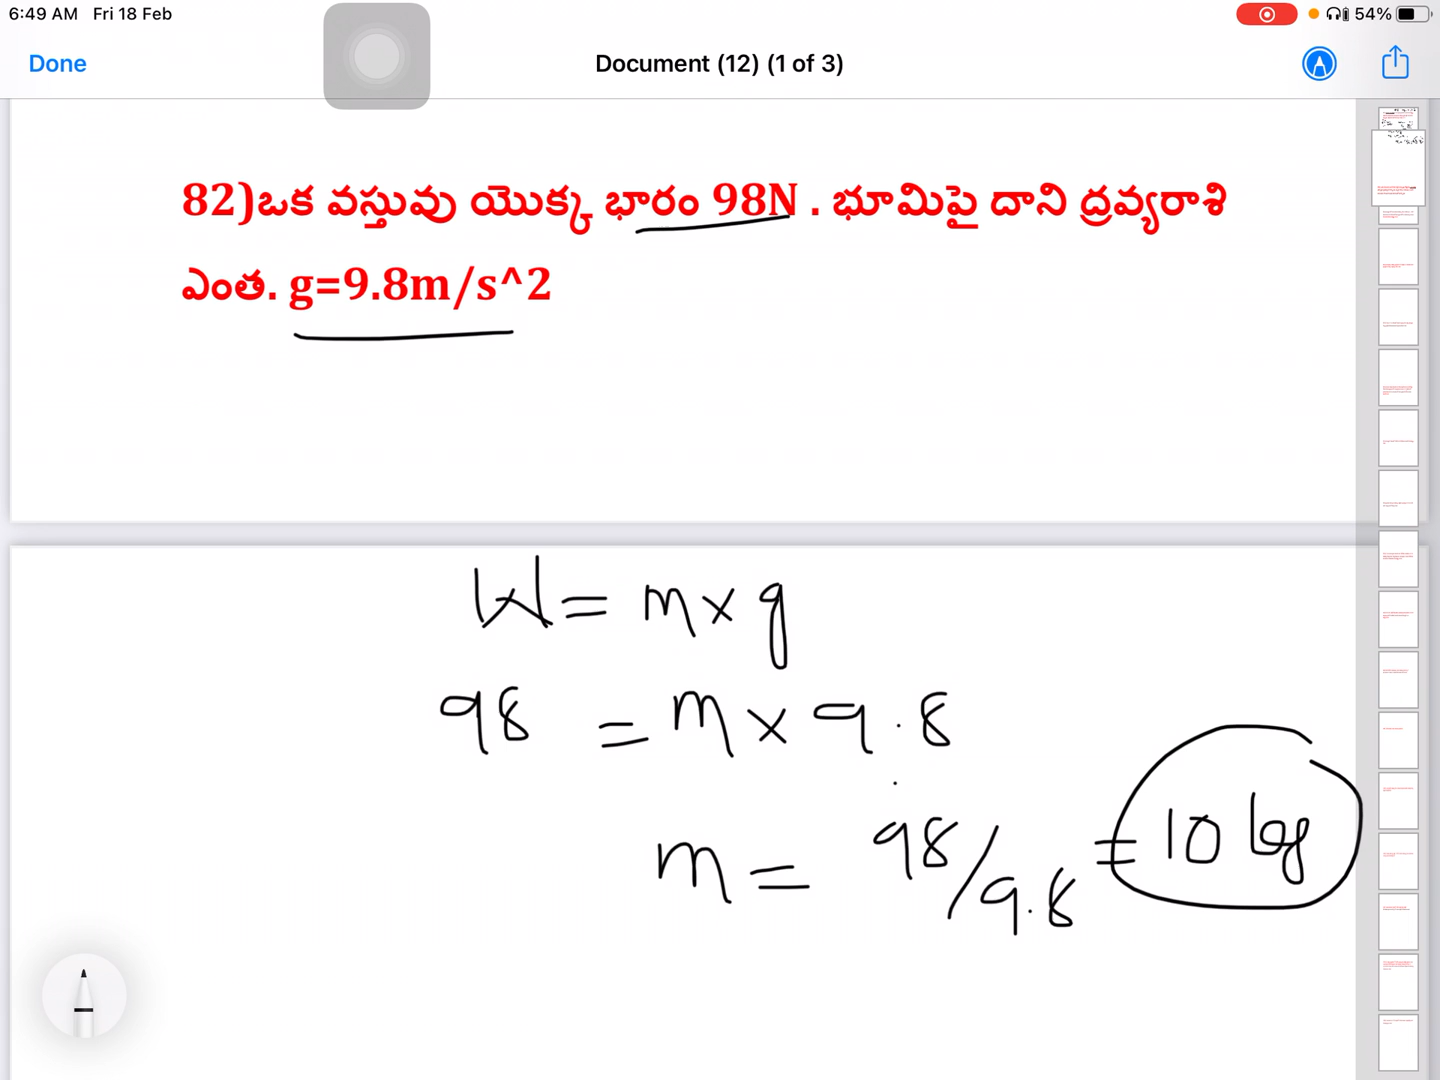 6:49 AM Fri 18 Feb
54%
Done
Document (12) (1 of 3)
82)ఒక వస్తువు యొక్క భారం 98N . భూమిపై దాని ద్రవ్యరాశి
ఎంత. g=9.8m/s^2
W = m x g
98 = m x 9.8
m = 98/9.8 = 10 kg